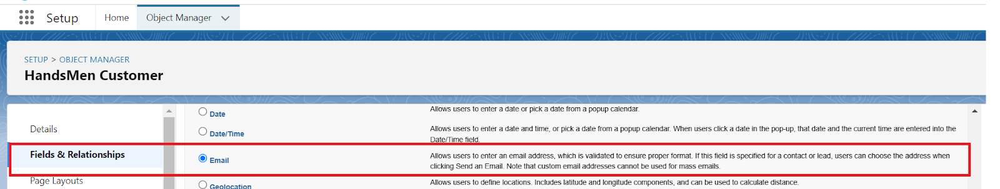 Setup Home Object Manager
SETUP > OBJECT MANAGER
HandsMen Customer
Details
Fields & Relationships
Page Layouts
Date Allows users to enter a date or pick a date from a popup calendar.
Date/Time Allows users to enter a date and time, or pick a date from a popup calendar. When users click a date in the pop-up, that date and the current time are entered into the
Date/Time field.
Email Allows users to enter an email address, which is validated to ensure proper format. If this field is specified for a contact or lead, users can choose the address when
clicking Send an Email. Note that custom email addresses cannot be used for mass emails.
Geolocation Allows users to define locations. Includes latitude and longitude components, and can be used to calculate distance.